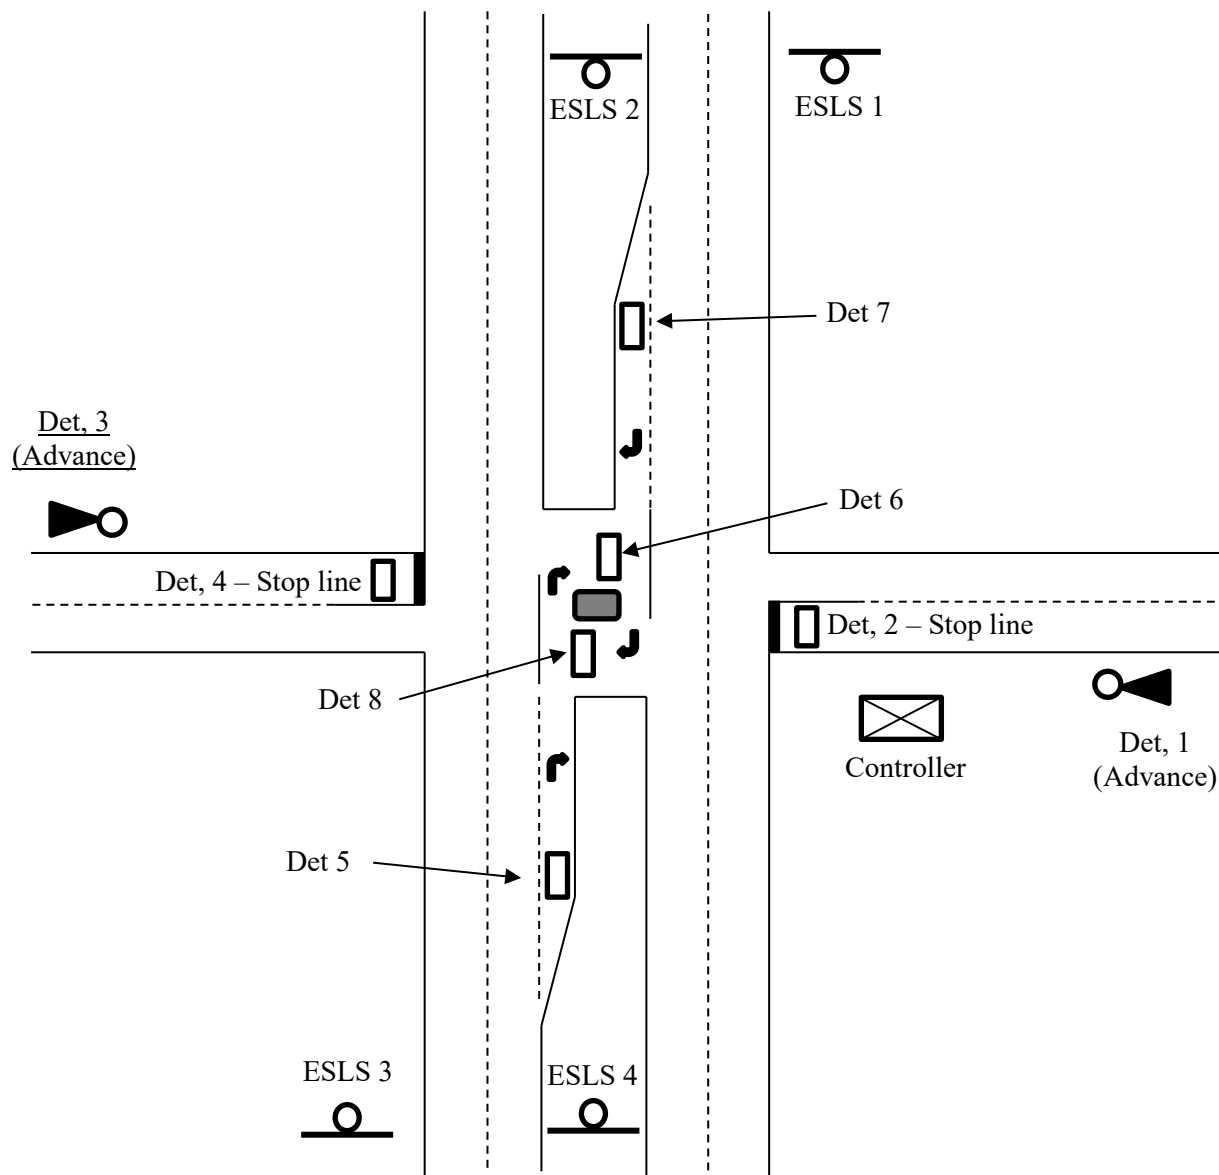 ESLS 2
ESLS 1
Det 7
Det, 3
(Advance)
Det 6
Det, 4 – Stop line
Det, 2 – Stop line
Det 8
Controller
Det, 1
(Advance)
Det 5
ESLS 3
ESLS 4